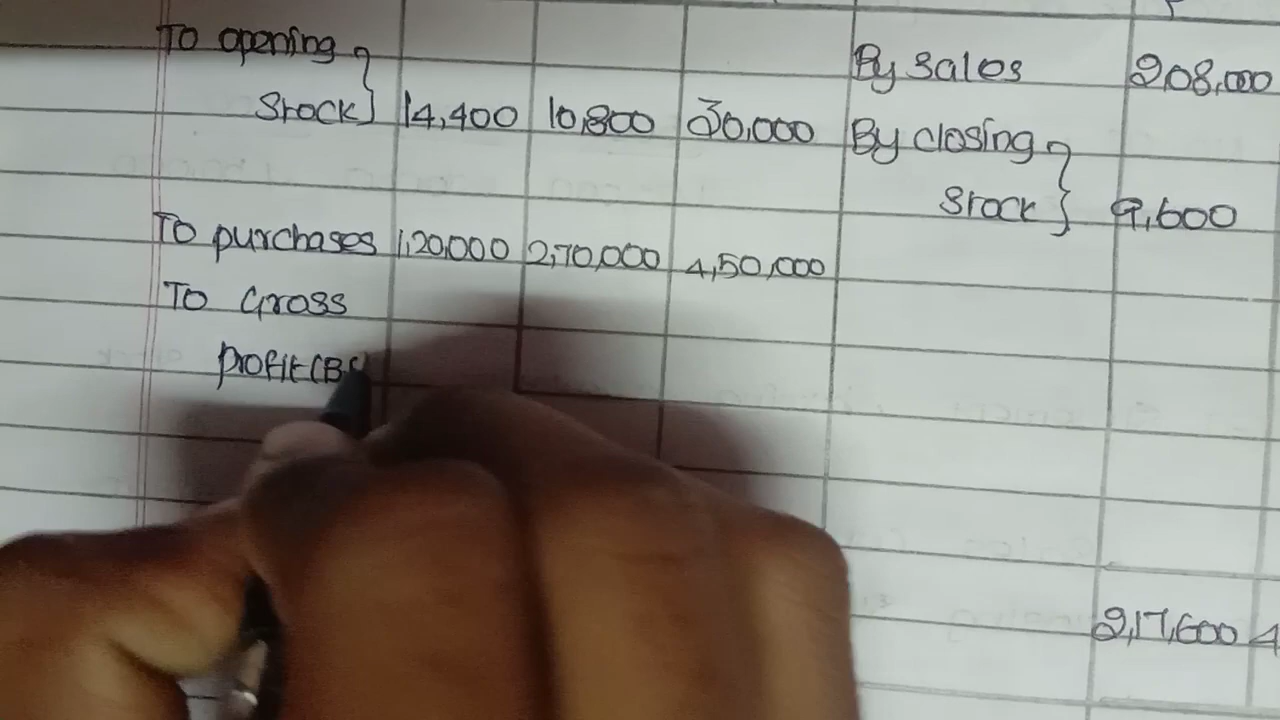 To opening
Stock} 14,400 10,800 30,000
To purchases 1,20,000 2,70,000 4,50,000
To Gross
profit (B
By sales 208,000
By closing
Stock} 9,600
2,17,600 4